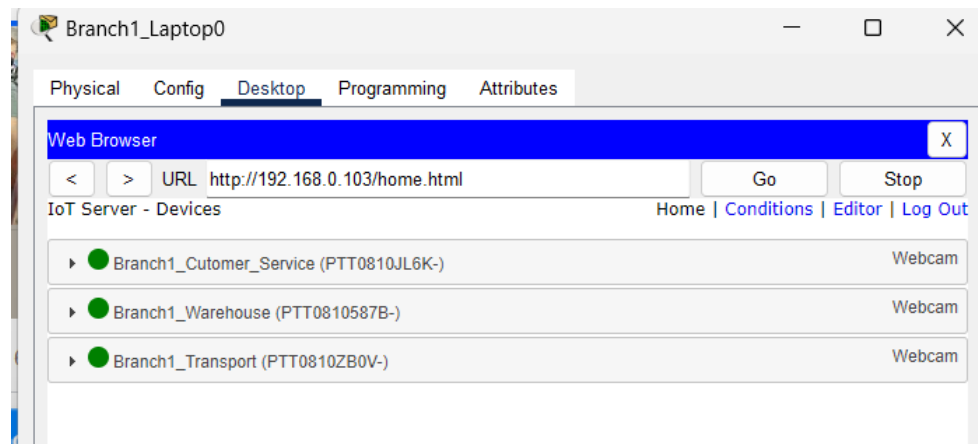 Branch1_Laptop0
Physical Config Desktop Programming Attributes
Web Browser X
< > URL http://192.168.0.103/home.html Go Stop
IoT Server - Devices Home | Conditions | Editor | Log Out
Branch1_Cutomer_Service (PTT0810JL6K-) Webcam
Branch1_Warehouse (PTT0810587B-) Webcam
Branch1_Transport (PTT0810ZB0V-) Webcam